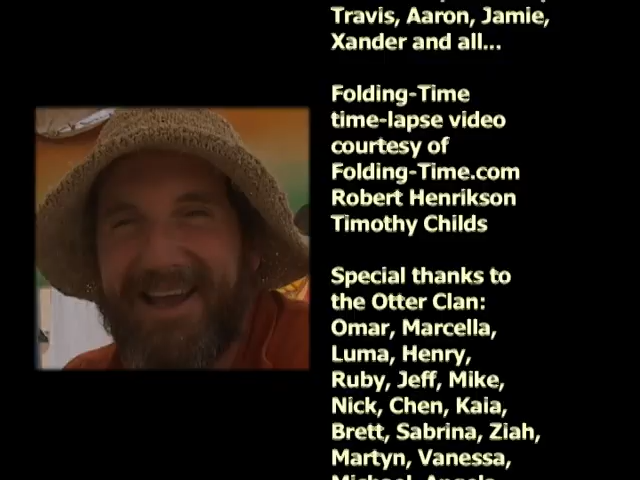 Travis, Aaron, Jamie,
Xander and all...
Folding-Time
time-lapse video
courtesy of
Folding-Time.com
Robert Henrikson
Timothy Childs
Special thanks to
the Otter Clan:
Omar, Marcella,
Luma, Henry,
Ruby, Jeff, Mike,
Nick, Chen, Kaia,
Brett, Sabrina, Ziah,
Martyn, Vanessa,